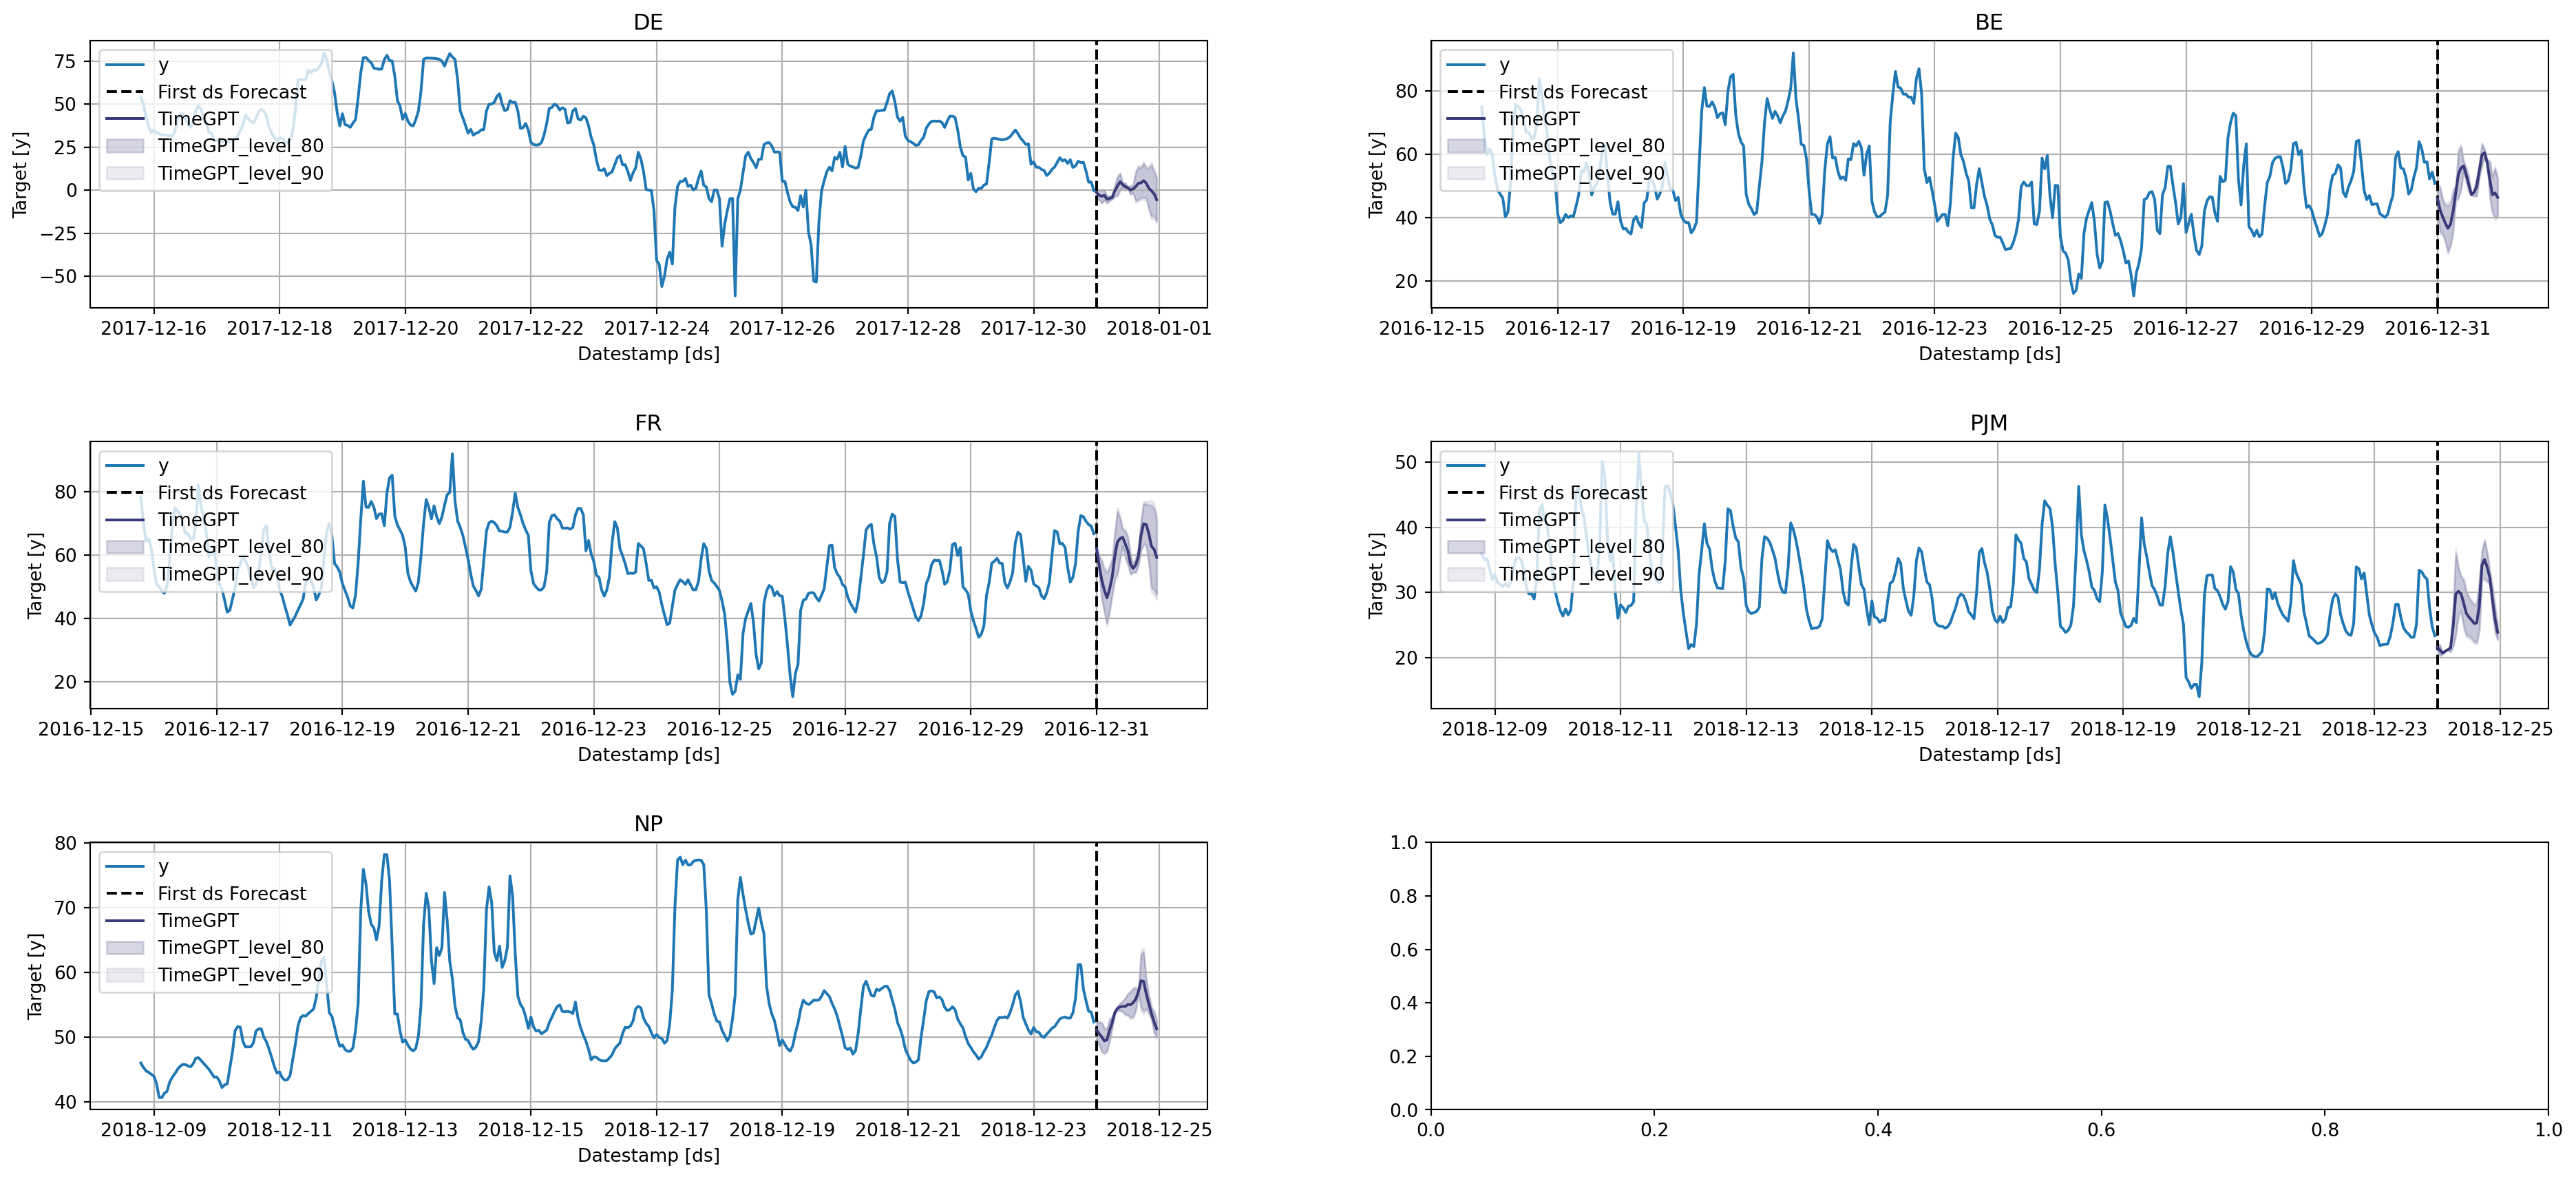 DE
75
50
25
0
−25
−50
Target [y]
y
First ds Forecast
TimeGPT
TimeGPT_level_80
TimeGPT_level_90
2017-12-16 2017-12-18 2017-12-20 2017-12-22 2017-12-24 2017-12-26 2017-12-28 2017-12-30 2018-01-01
Datestamp [ds]
BE
80
60
40
20
Target [y]
y
First ds Forecast
TimeGPT
TimeGPT_level_80
TimeGPT_level_90
2016-12-15 2016-12-17 2016-12-19 2016-12-21 2016-12-23 2016-12-25 2016-12-27 2016-12-29 2016-12-31
Datestamp [ds]
FR
80
60
40
20
Target [y]
y
First ds Forecast
TimeGPT
TimeGPT_level_80
TimeGPT_level_90
2016-12-15 2016-12-17 2016-12-19 2016-12-21 2016-12-23 2016-12-25 2016-12-27 2016-12-29 2016-12-31
Datestamp [ds]
PJM
50
40
30
20
Target [y]
y
First ds Forecast
TimeGPT
TimeGPT_level_80
TimeGPT_level_90
2018-12-09 2018-12-11 2018-12-13 2018-12-15 2018-12-17 2018-12-19 2018-12-21 2018-12-23 2018-12-25
Datestamp [ds]
NP
80
70
60
50
40
Target [y]
y
First ds Forecast
TimeGPT
TimeGPT_level_80
TimeGPT_level_90
2018-12-09 2018-12-11 2018-12-13 2018-12-15 2018-12-17 2018-12-19 2018-12-21 2018-12-23 2018-12-25
Datestamp [ds]
1.0
0.8
0.6
0.4
0.2
0.0
0.0 0.2 0.4 0.6 0.8 1.0